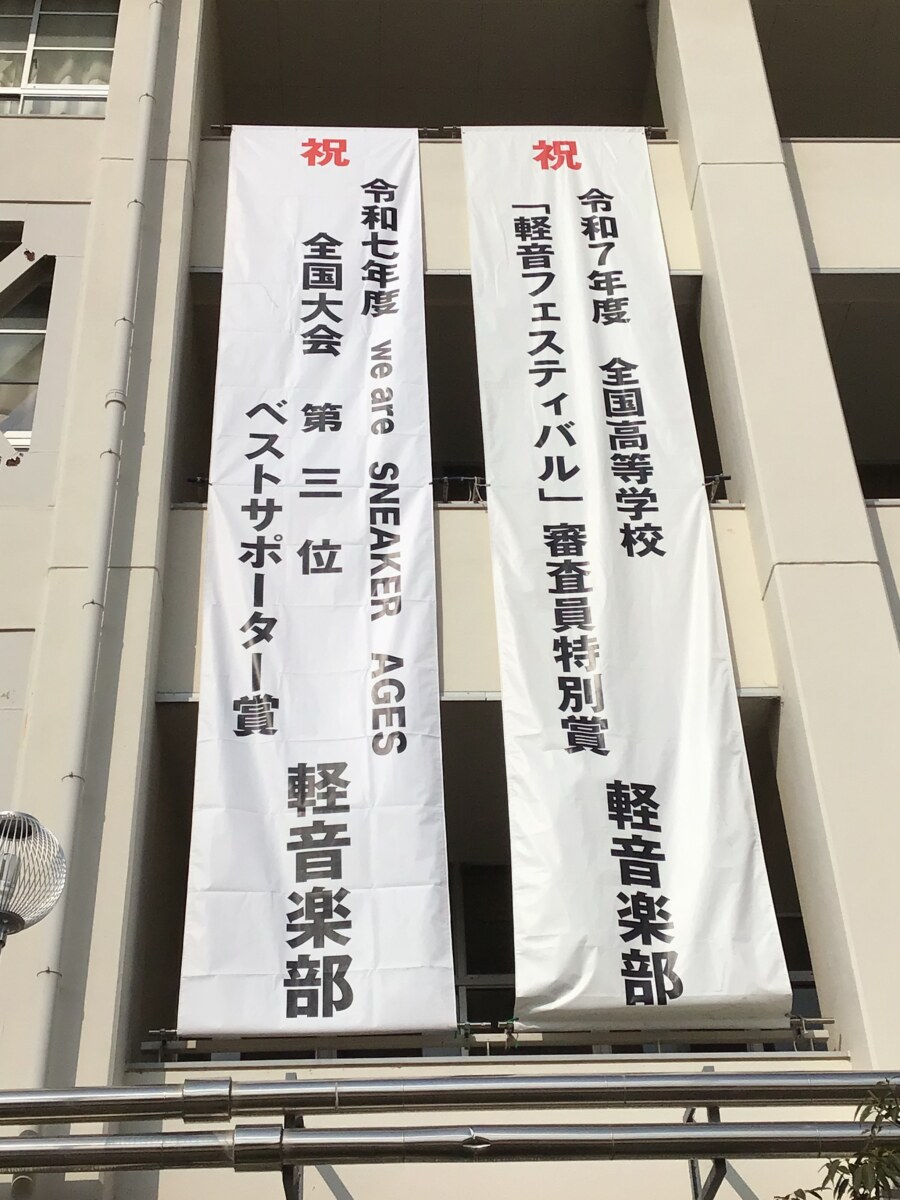 祝
令和7年度 全国高等学校
「軽音フェスティバル」審査員特別賞
軽音楽部
祝
令和七年度 we are SNEAKER AGES
全国大会 第三位
ベストサポーター賞
軽音楽部